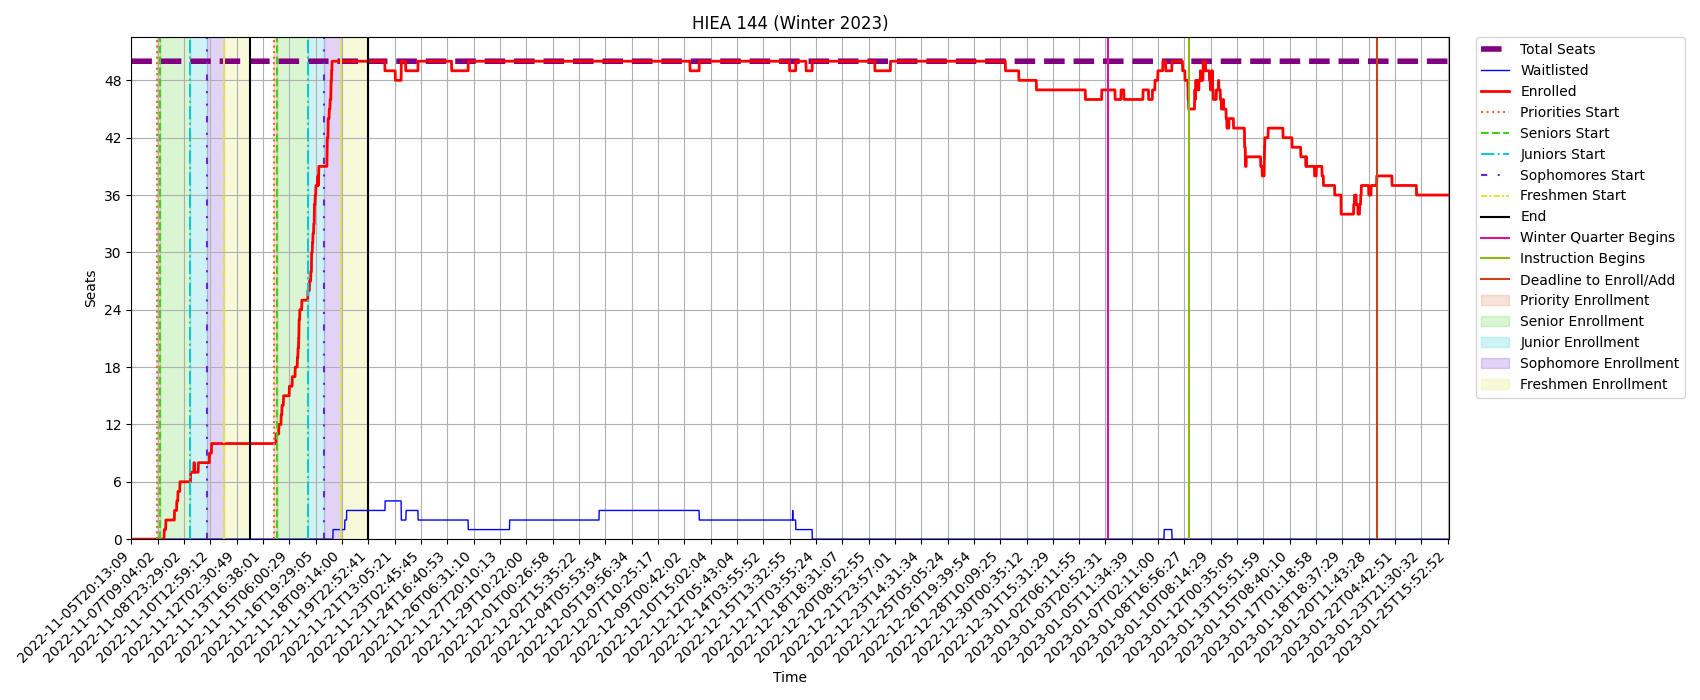 HIEA 144 (Winter 2023)
Seats
48
42
36
30
24
18
12
6
0
2022-11-05T20:13:09
2022-11-07T09:04:02
2022-11-08T23:29:02
2022-11-10T12:59:12
2022-11-12T02:30:49
2022-11-13T16:38:01
2022-11-15T06:00:29
2022-11-16T19:29:05
2022-11-18T09:14:00
2022-11-19T22:52:41
2022-11-21T13:05:21
2022-11-23T02:45:45
2022-11-24T16:40:53
2022-11-26T06:31:10
2022-11-27T20:10:13
2022-11-29T10:22:00
2022-12-01T00:26:58
2022-12-02T15:35:22
2022-12-04T05:53:54
2022-12-05T19:56:34
2022-12-07T10:25:17
2022-12-09T00:42:02
2022-12-10T15:02:04
2022-12-12T05:43:04
2022-12-14T03:55:52
2022-12-15T13:32:55
2022-12-17T03:55:24
2022-12-18T18:31:07
2022-12-20T08:52:55
2022-12-21T23:57:01
2022-12-23T14:31:34
2022-12-25T05:05:24
2022-12-26T19:39:54
2022-12-28T10:09:25
2022-12-30T00:35:12
2022-12-31T15:31:29
2023-01-02T06:11:55
2023-01-03T20:52:31
2023-01-05T11:34:39
2023-01-07T02:11:00
2023-01-08T16:56:27
2023-01-10T08:14:29
2023-01-12T00:35:05
2023-01-13T15:51:59
2023-01-15T08:40:10
2023-01-17T01:18:58
2023-01-18T18:37:29
2023-01-20T11:43:28
2023-01-22T04:42:51
2023-01-23T21:30:32
2023-01-25T15:52:52
Time
Total Seats
Waitlisted
Enrolled
Priorities Start
Seniors Start
Juniors Start
Sophomores Start
Freshmen Start
End
Winter Quarter Begins
Instruction Begins
Deadline to Enroll/Add
Priority Enrollment
Senior Enrollment
Junior Enrollment
Sophomore Enrollment
Freshmen Enrollment